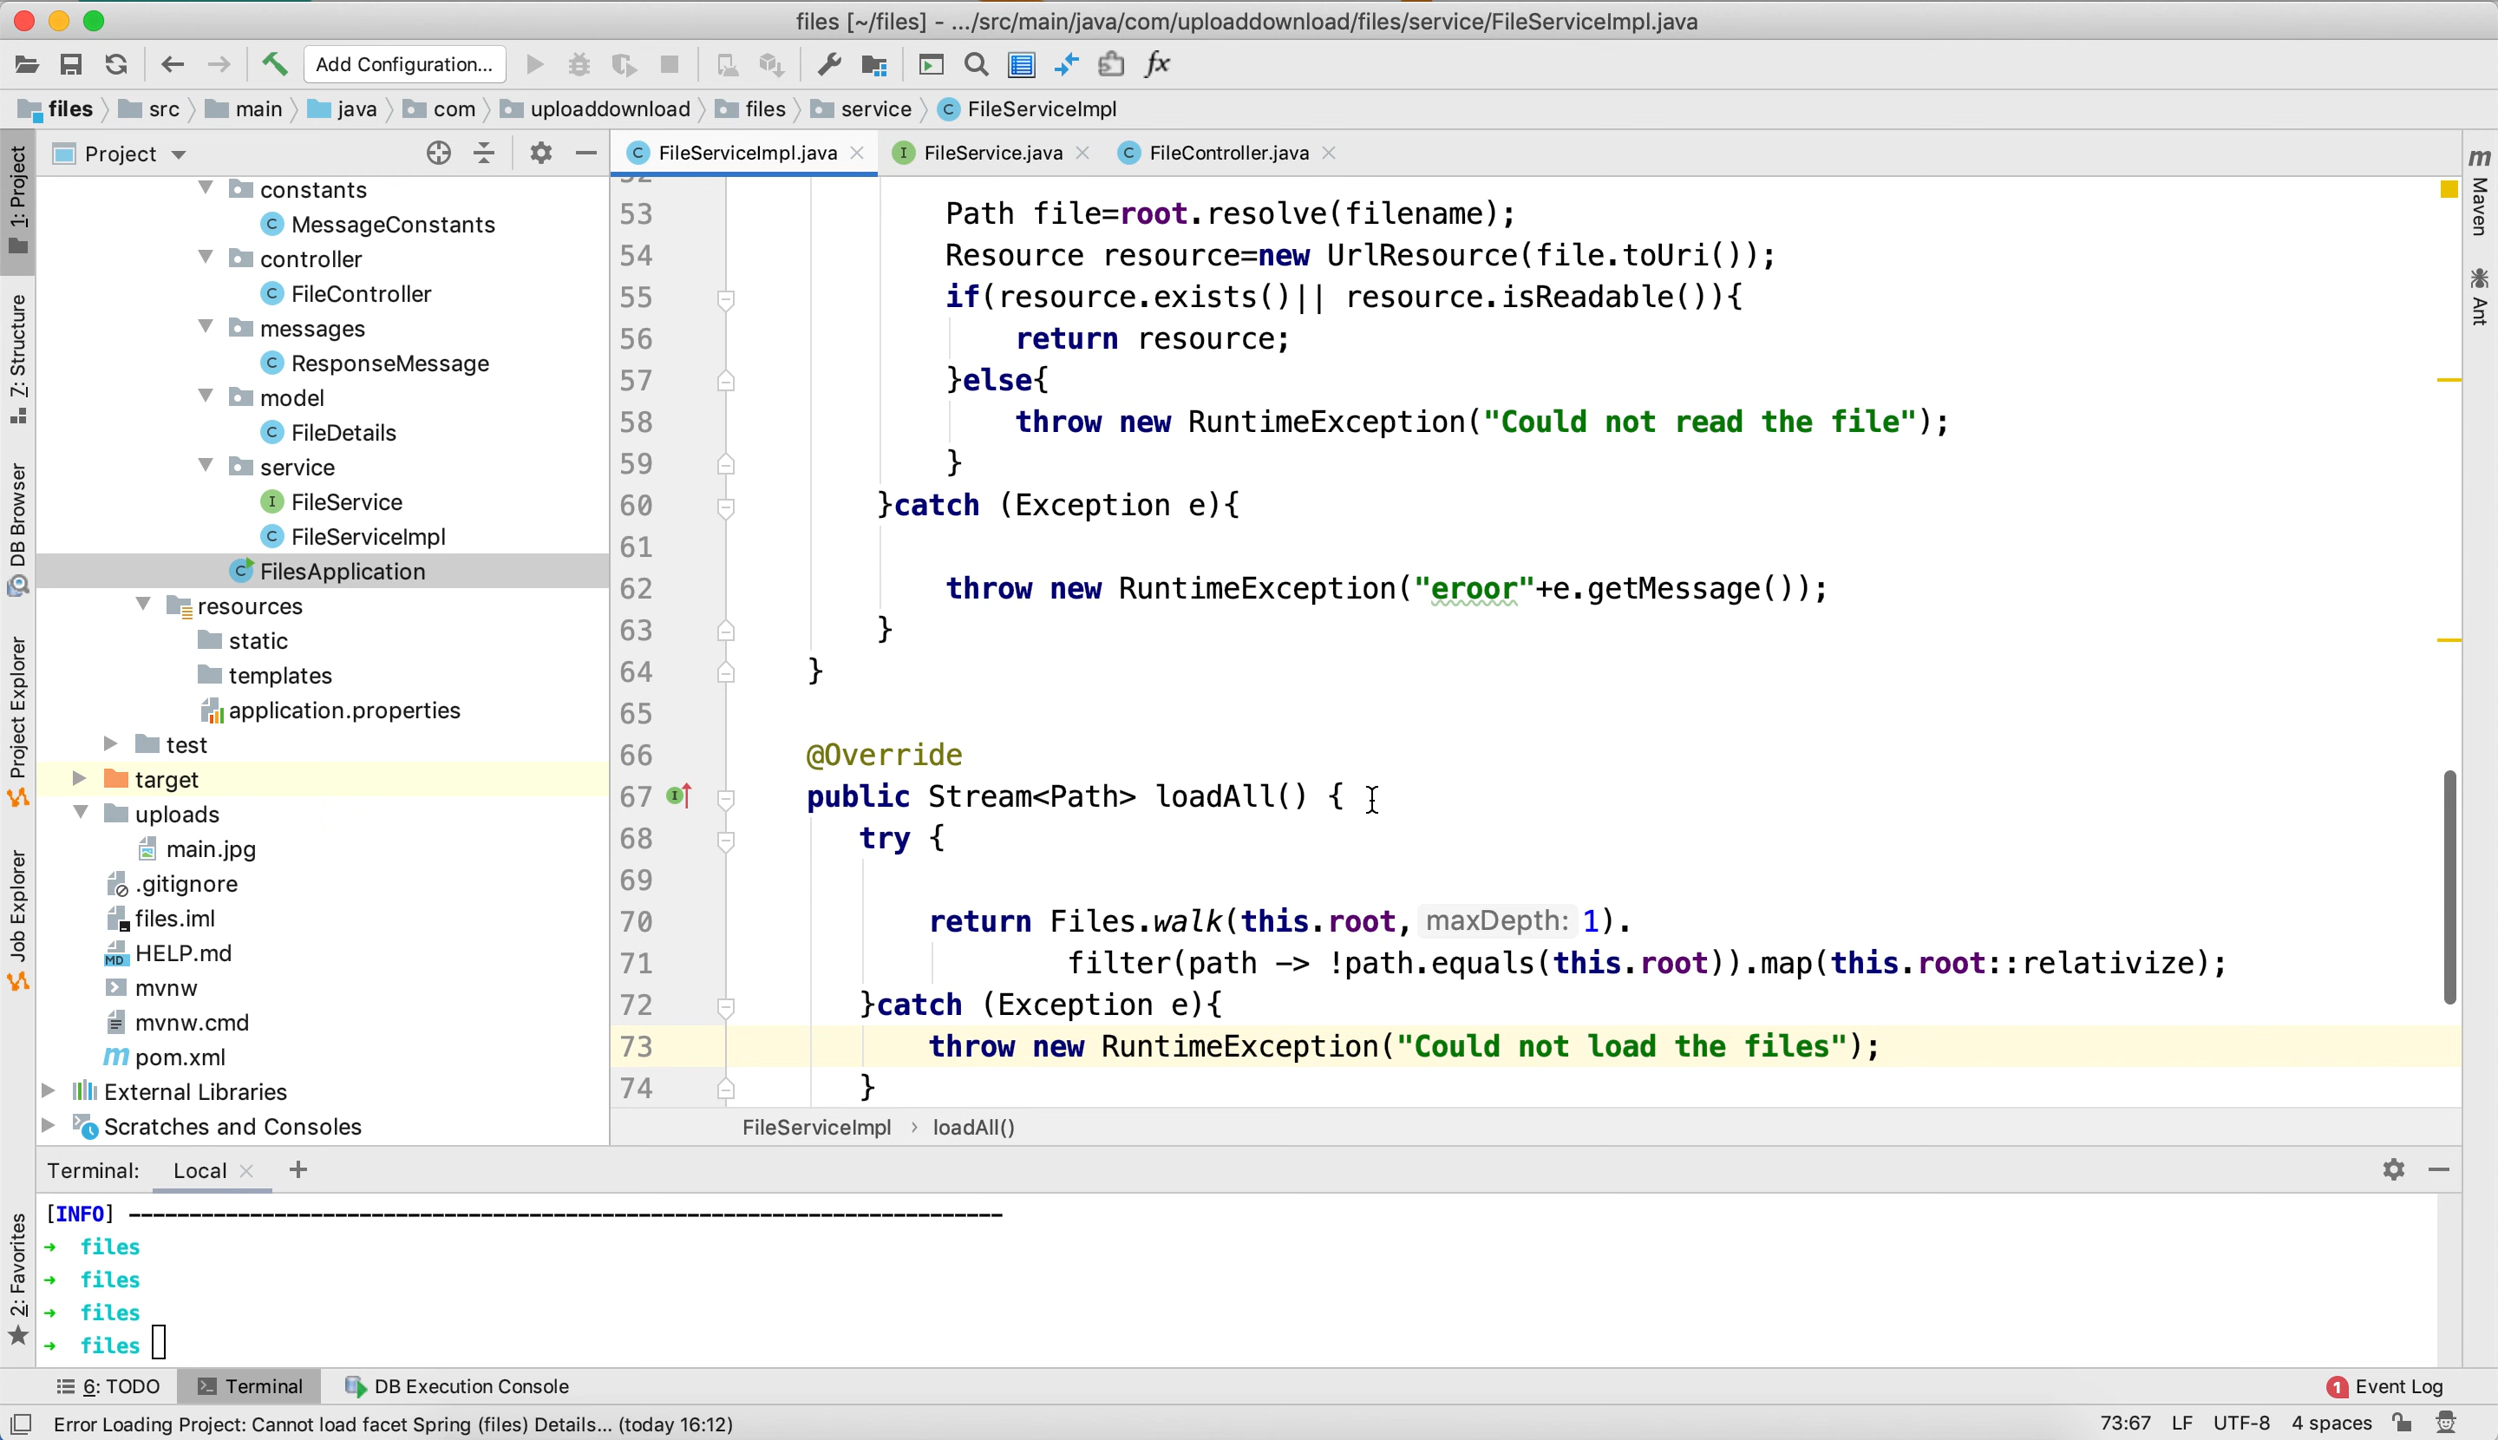 files [~/files] - .../src/main/java/com/uploaddownload/files/service/FileServiceImpl.java
Add Configuration...
files src main java com uploaddownload files service FileServiceImpl
Project
FileServiceImpl.java FileService.java FileController.java
constants
MessageConstants
controller
FileController
messages
ResponseMessage
model
FileDetails
service
FileService
FileServiceImpl
FilesApplication
resources
static
templates
application.properties
test
target
uploads
main.jpg
.gitignore
files.iml
HELP.md
mvnw
mvnw.cmd
pom.xml
External Libraries
Scratches and Consoles
1: Project
7: Structure
DB Browser
Project Explorer
Job Explorer
2: Favorites
53 Path file=root.resolve(filename);
54 Resource resource=new UrlResource(file.toUri());
55 if(resource.exists()|| resource.isReadable()){
56 return resource;
57 }else{
58 throw new RuntimeException("Could not read the file");
59 }
60 }catch (Exception e){
61
62 throw new RuntimeException("eroor"+e.getMessage());
63 }
64 }
65
66 @Override
67 public Stream<Path> loadAll() {
68 try {
69
70 return Files.walk(this.root, maxDepth: 1).
71 filter(path -> !path.equals(this.root)).map(this.root::relativize);
72 }catch (Exception e){
73 throw new RuntimeException("Could not load the files");
74 }
FileServiceImpl › loadAll()
Maven
Ant
Terminal: Local
[INFO] ------------------------------------------------------------------------
→ files
→ files
→ files
→ files
6: TODO Terminal DB Execution Console 1 Event Log
Error Loading Project: Cannot load facet Spring (files) Details... (today 16:12) 73:67 LF UTF-8 4 spaces